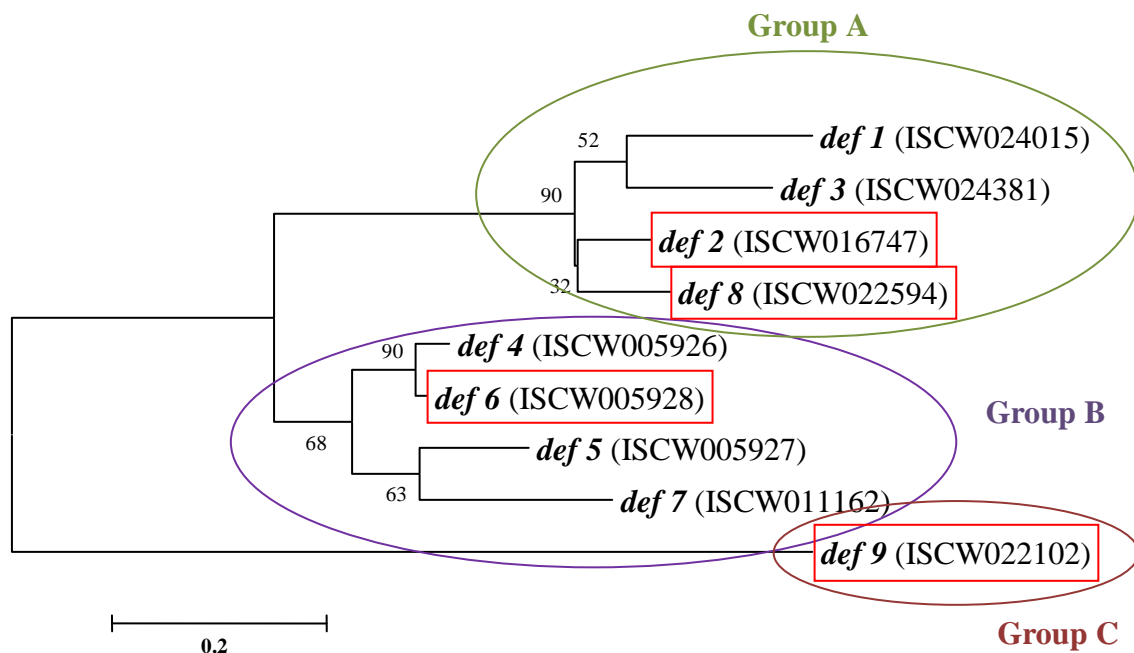 Group A
52
def 1 (ISCW024015)
90
def 3 (ISCW024381)
def 2 (ISCW016747)
32
def 8 (ISCW022594)
90
def 4 (ISCW005926)
def 6 (ISCW005928)
Group B
68
def 5 (ISCW005927)
63
def 7 (ISCW011162)
def 9 (ISCW022102)
0.2
Group C